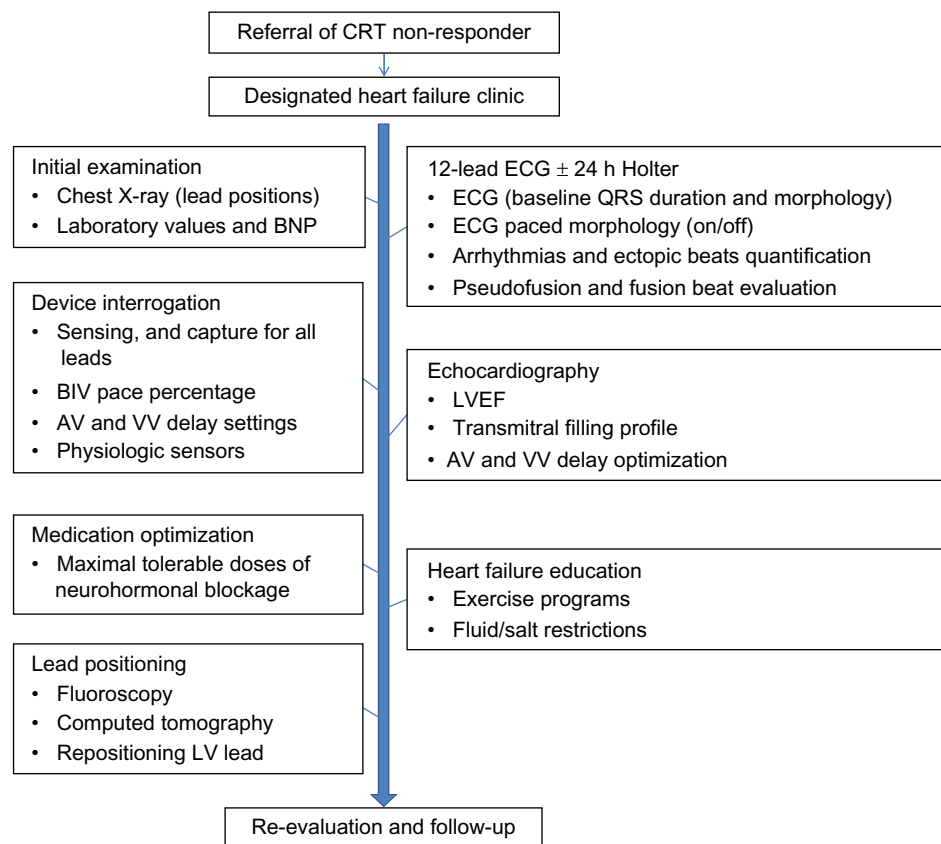 Referral of CRT non-responder
Designated heart failure clinic
Initial examination
• Chest X-ray (lead positions)
• Laboratory values and BNP
12-lead ECG ± 24 h Holter
• ECG (baseline QRS duration and morphology)
• ECG paced morphology (on/off)
• Arrhythmias and ectopic beats quantification
• Pseudofusion and fusion beat evaluation
Device interrogation
• Sensing, and capture for all
leads
• BIV pace percentage
• AV and VV delay settings
• Physiologic sensors
Echocardiography
• LVEF
• Transmitral filling profile
• AV and VV delay optimization
Medication optimization
• Maximal tolerable doses of
neurohormonal blockage
Heart failure education
• Exercise programs
• Fluid/salt restrictions
Lead positioning
• Fluoroscopy
• Computed tomography
• Repositioning LV lead
Re-evaluation and follow-up